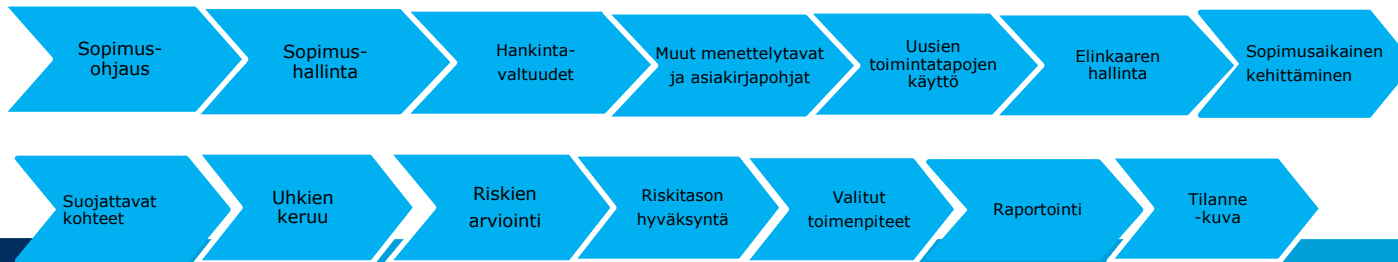 Sopimus-
ohjaus
Sopimus-
hallinta
Hankinta-
valtuudet
Muut menettelytavat
ja asiakirjapohjat
Uusien
toimintatapojen
käyttö
Elinkaaren
hallinta
Sopimusaikainen
kehittäminen
Suojattavat
kohteet
Uhkien
keruu
Riskien
arviointi
Riskitason
hyväksyntä
Valitut
toimenpiteet
Raportointi
Tilanne
-kuva